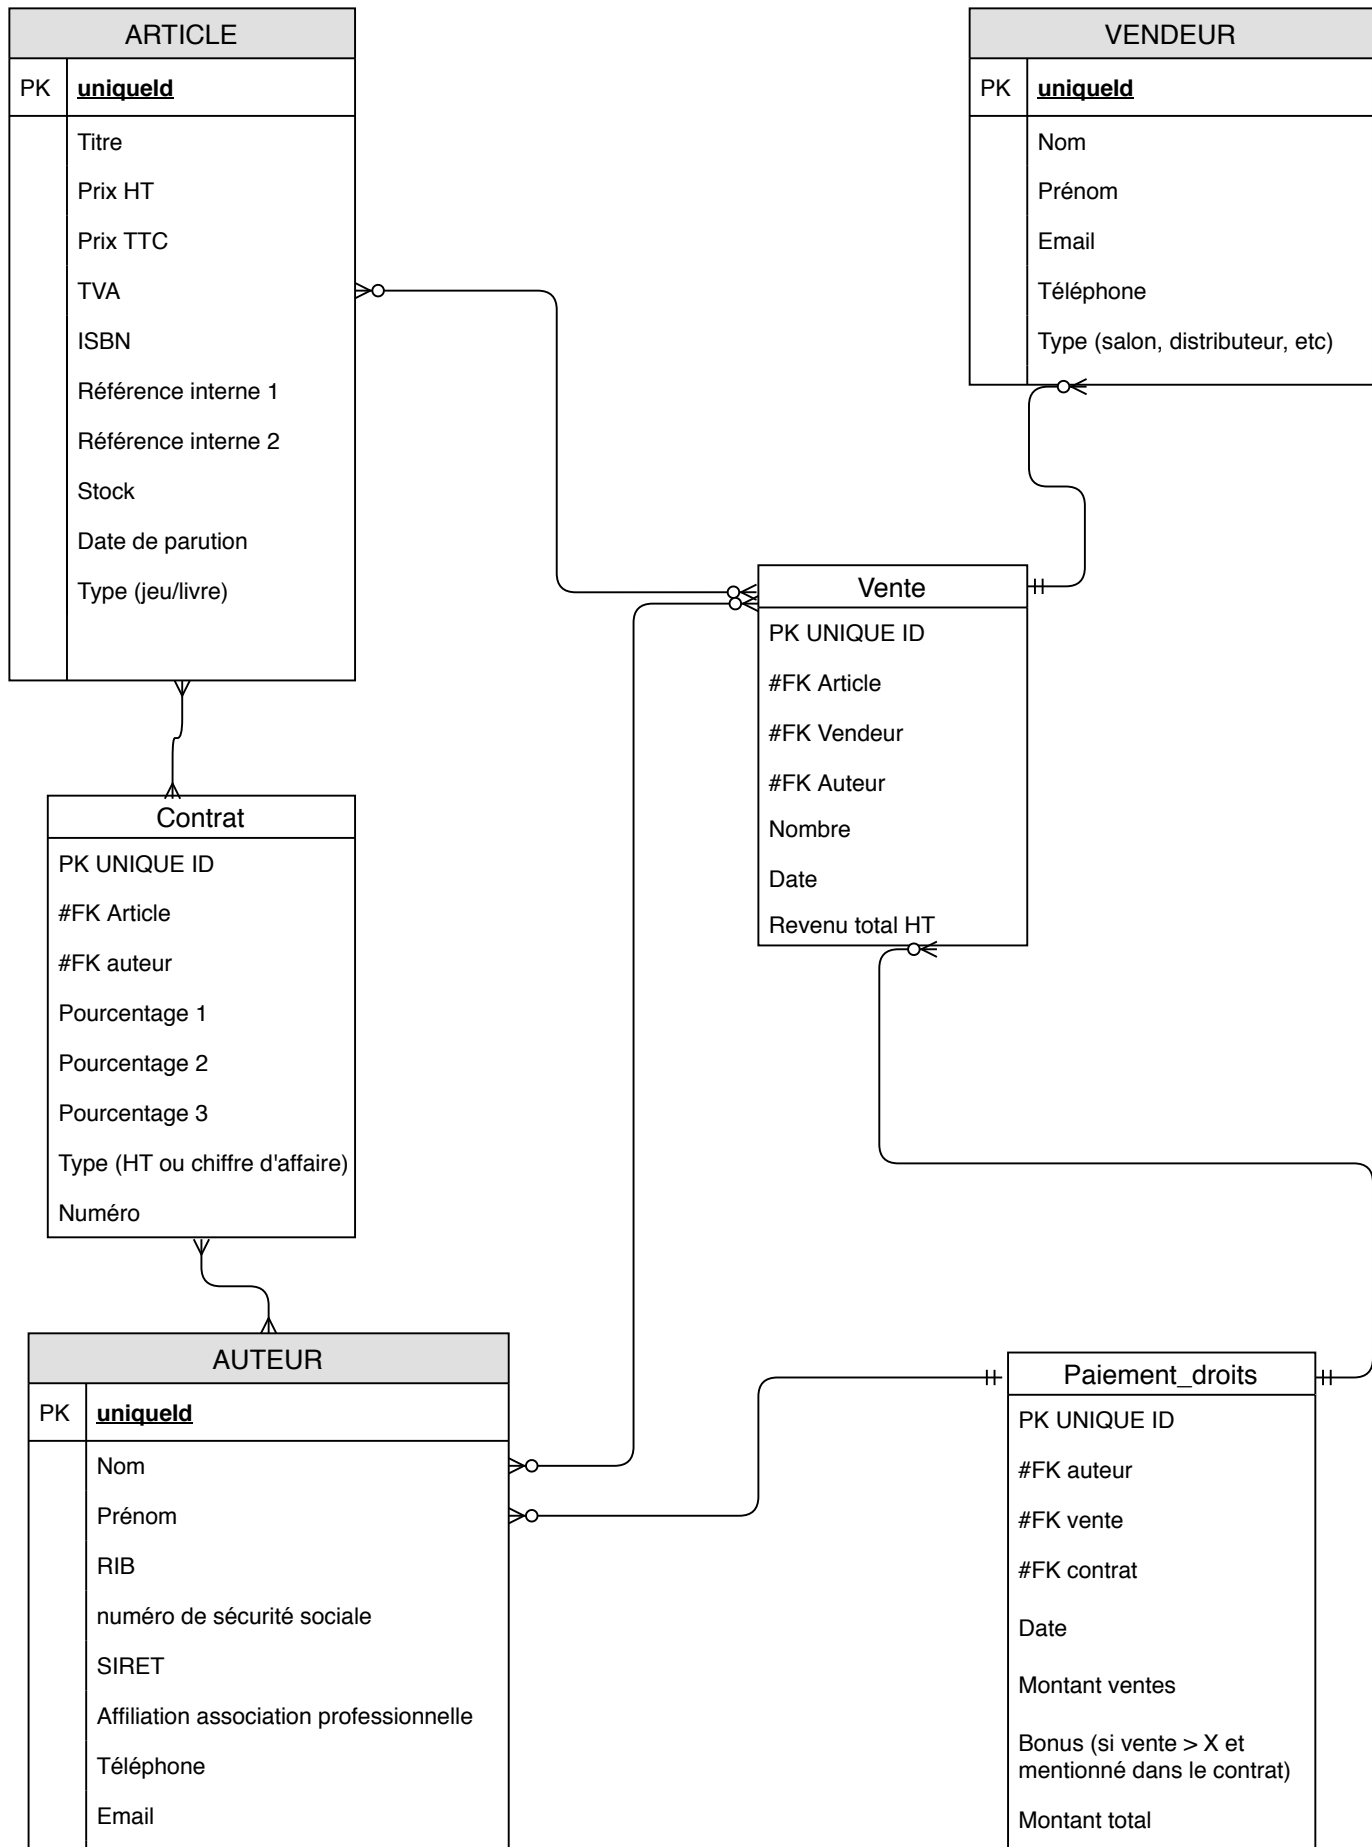 ARTICLE
PK uniqueId
Titre
Prix HT
Prix TTC
TVA
ISBN
Référence interne 1
Référence interne 2
Stock
Date de parution
Type (jeu/livre)
VENDEUR
PK uniqueId
Nom
Prénom
Email
Téléphone
Type (salon, distributeur, etc)
Vente
PK UNIQUE ID
#FK Article
#FK Vendeur
#FK Auteur
Nombre
Date
Revenu total HT
Contrat
PK UNIQUE ID
#FK Article
#FK auteur
Pourcentage 1
Pourcentage 2
Pourcentage 3
Type (HT ou chiffre d'affaire)
Numéro
AUTEUR
PK uniqueId
Nom
Prénom
RIB
numéro de sécurité sociale
SIRET
Affiliation association professionnelle
Téléphone
Email
Paiement_droits
PK UNIQUE ID
#FK auteur
#FK vente
#FK contrat
Date
Montant ventes
Bonus (si vente > X et
mentionné dans le contrat)
Montant total